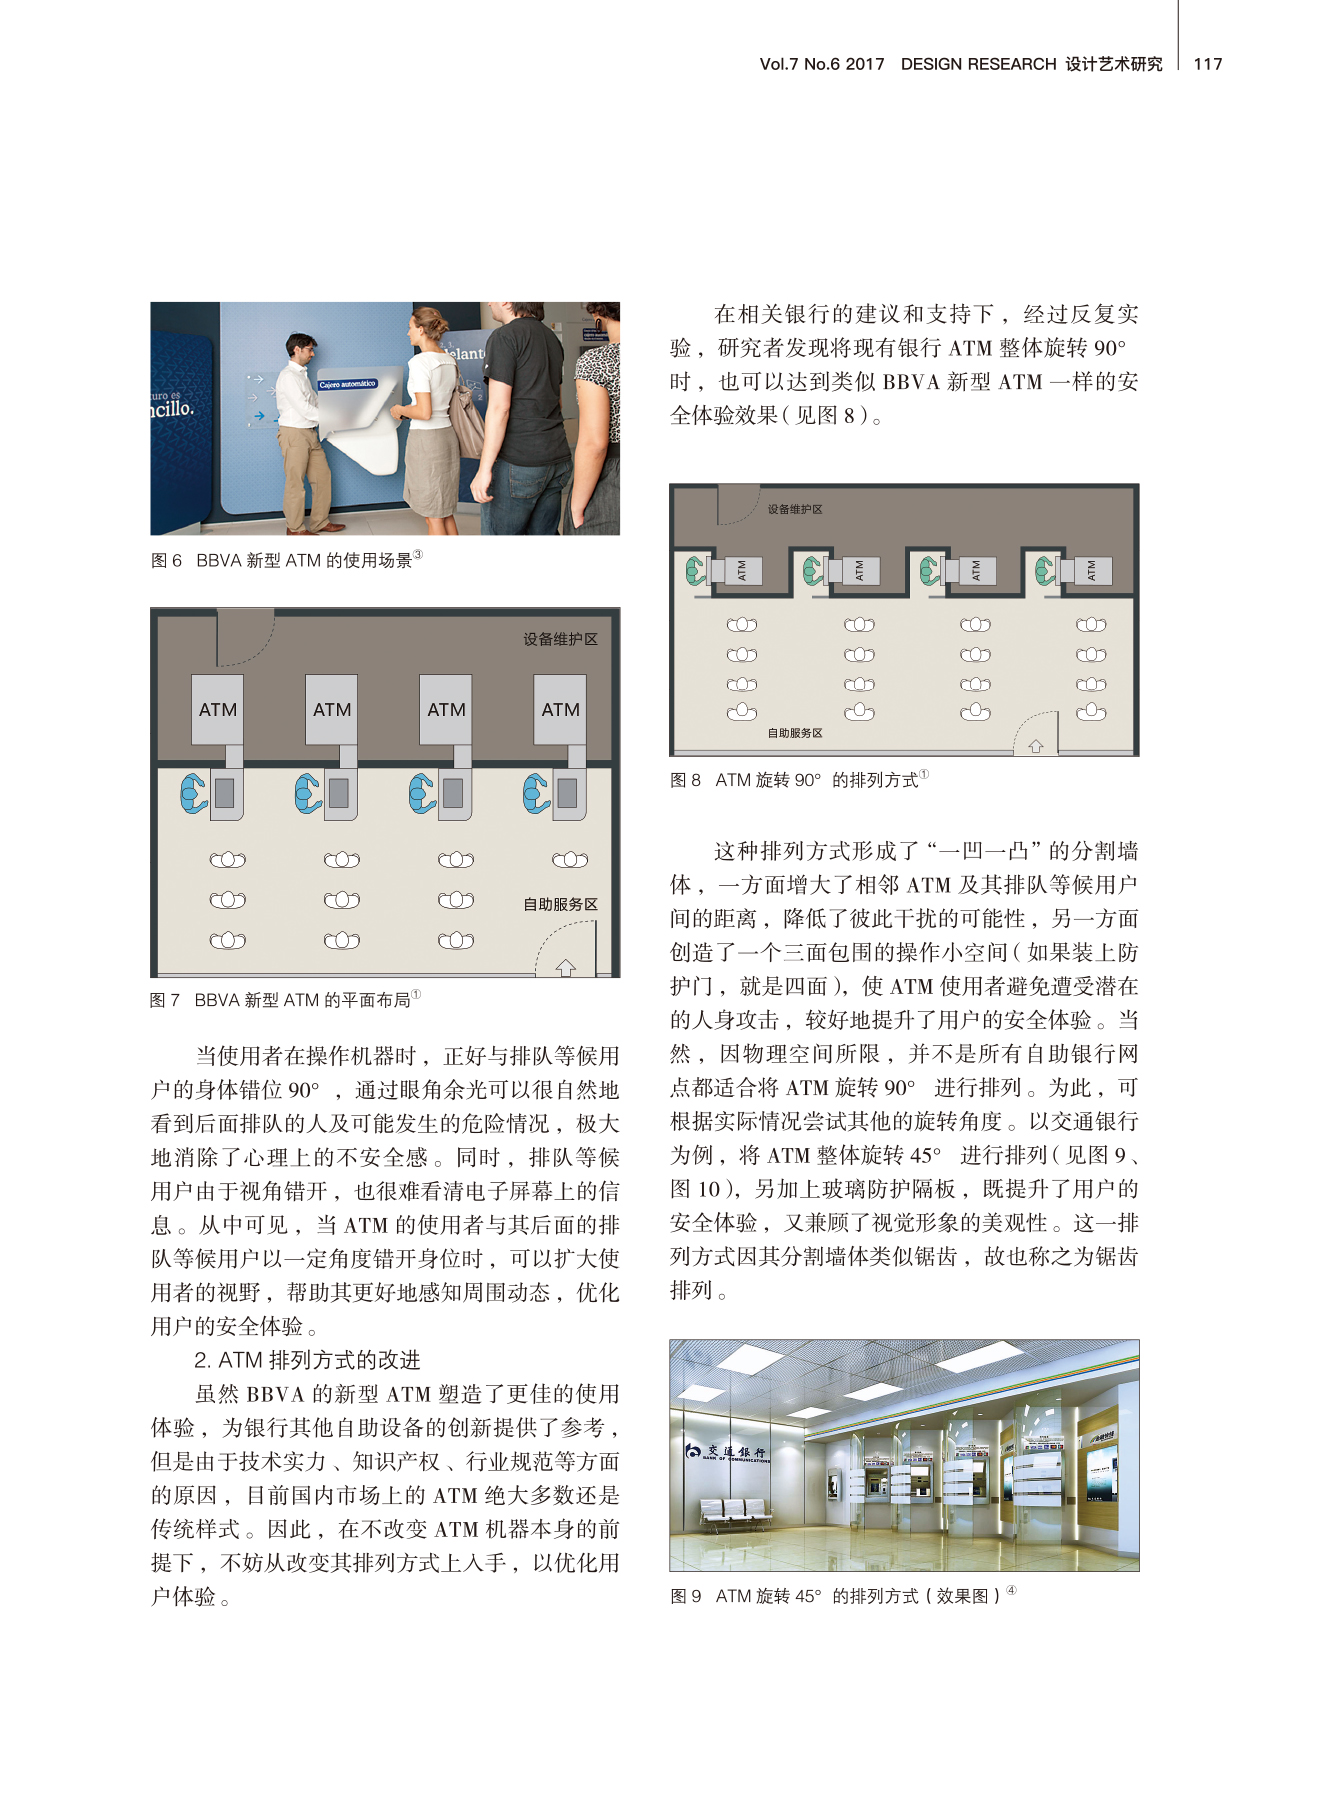 Vol.7 No.6 2017 DESIGN RESEARCH 设计艺术研究 117
uro es
ncillo.
Cajero automático
elant
图 6 BBVA 新型 ATM 的使用场景③
设备维护区
ATM ATM ATM ATM
自助服务区
图 7 BBVA 新型 ATM 的平面布局①
当使用者在操作机器时，正好与排队等候用
户的身体错位 90°，通过眼角余光可以很自然地
看到后面排队的人及可能发生的危险情况，极大
地消除了心理上的不安全感。同时，排队等候
用户由于视角错开，也很难看清电子屏幕上的信
息。从中可见，当 ATM 的使用者与其后面的排
队等候用户以一定角度错开身位时，可以扩大使
用者的视野，帮助其更好地感知周围动态，优化
用户的安全体验。
2. ATM 排列方式的改进
虽然 BBVA 的新型 ATM 塑造了更佳的使用
体验，为银行其他自助设备的创新提供了参考，
但是由于技术实力、知识产权、行业规范等方面
的原因，目前国内市场上的 ATM 绝大多数还是
传统样式。因此，在不改变 ATM 机器本身的前
提下，不妨从改变其排列方式上入手，以优化用
户体验。
在相关银行的建议和支持下，经过反复实
验，研究者发现将现有银行 ATM 整体旋转 90°
时，也可以达到类似 BBVA 新型 ATM 一样的安
全体验效果（见图 8）。
设备维护区
ATM ATM ATM ATM
自助服务区
图 8 ATM 旋转 90° 的排列方式①
这种排列方式形成了“一凹一凸”的分割墙
体，一方面增大了相邻 ATM 及其排队等候用户
间的距离，降低了彼此干扰的可能性，另一方面
创造了一个三面包围的操作小空间（如果装上防
护门，就是四面），使 ATM 使用者避免遭受潜在
的人身攻击，较好地提升了用户的安全体验。当
然，因物理空间所限，并不是所有自助银行网
点都适合将 ATM 旋转 90° 进行排列。为此，可
根据实际情况尝试其他的旋转角度。以交通银行
为例，将 ATM 整体旋转 45° 进行排列（见图 9、
图 10），另加上玻璃防护隔板，既提升了用户的
安全体验，又兼顾了视觉形象的美观性。这一排
列方式因其分割墙体类似锯齿，故也称之为锯齿
排列。
交通银行
BANK OF COMMUNICATIONS
图 9 ATM 旋转 45° 的排列方式（效果图）④